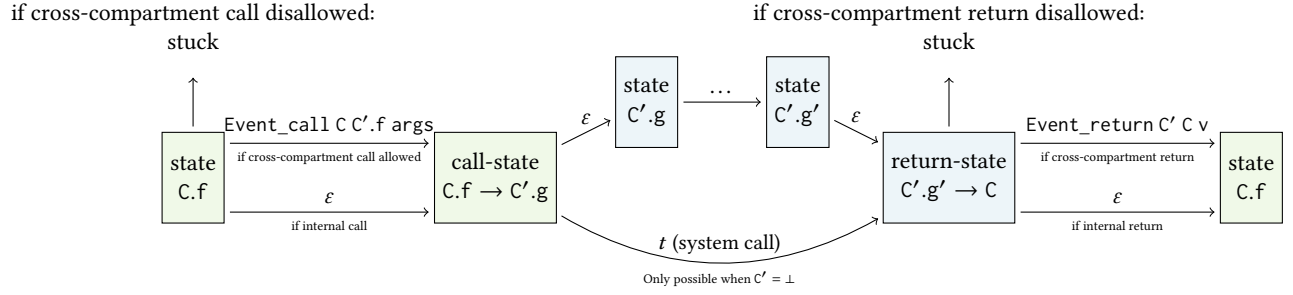 if cross-compartment call disallowed:
stuck
if cross-compartment return disallowed:
stuck
state
C.f
Event_call C C′.f args
if cross-compartment call allowed
ε
if internal call
call-state
C.f → C′.g
ε
state
C′.g
...
state
C′.g′
ε
t (system call)
Only possible when C′ = ⊥
return-state
C′.g′ → C
Event_return C′ C v
if cross-compartment return
ε
if internal return
state
C.f